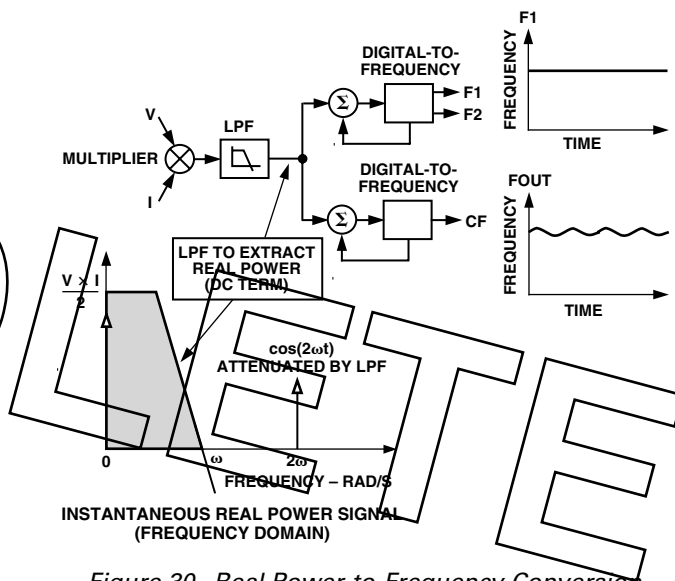 F1
FREQUENCY
TIME
DIGITAL-TO-
FREQUENCY
Σ
F1
F2
V
LPF
MULTIPLIER
I
DIGITAL-TO-
FREQUENCY
Σ
CF
FOUT
FREQUENCY
TIME
LPF TO EXTRACT
REAL POWER
(DC TERM)
V × I
2
cos(2ωt)
ATTENUATED BY LPF
0
ω
2ω
FREQUENCY – RAD/S
INSTANTANEOUS REAL POWER SIGNAL
(FREQUENCY DOMAIN)
LETE
Figure 30. Real Power-to-Frequency Conversion